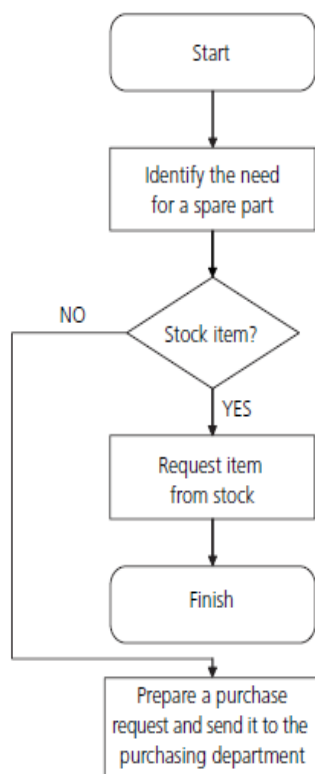 Start
Identify the need
for a spare part
NO
Stock item?
YES
Request item
from stock
Finish
Prepare a purchase
request and send it to the
purchasing department